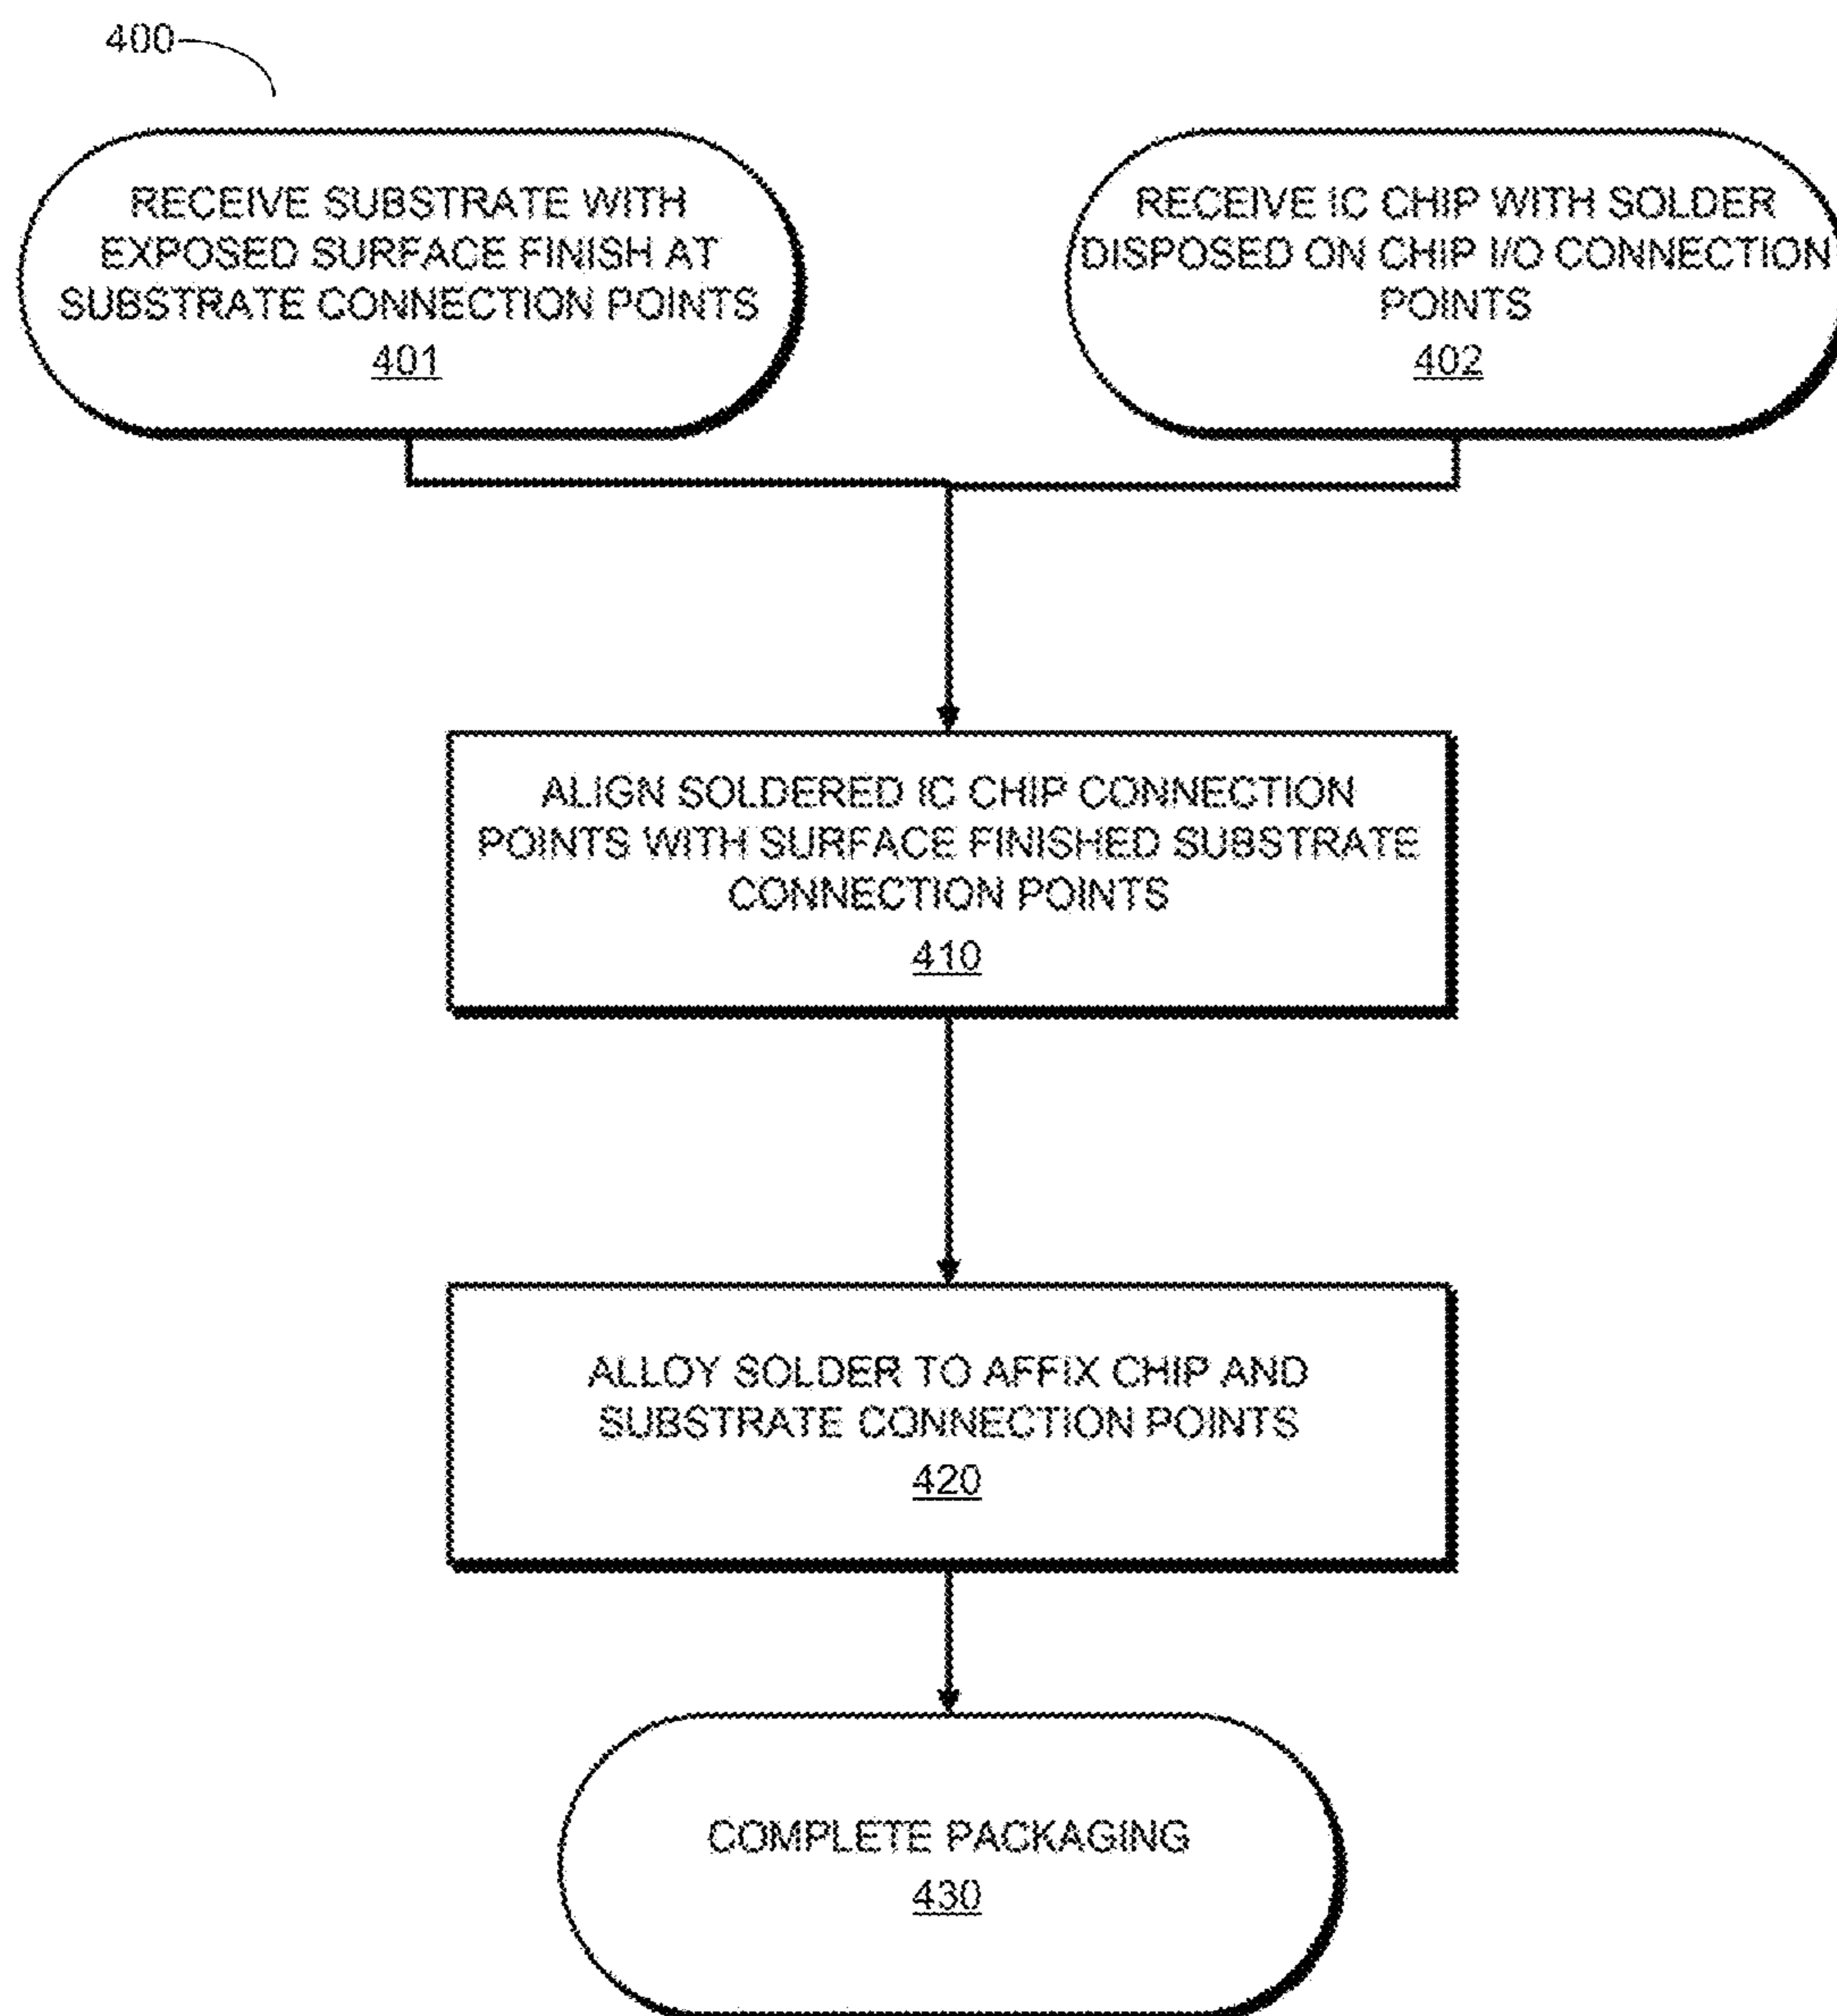 400
RECEIVE SUBSTRATE WITH
EXPOSED SURFACE FINISH AT
SUBSTRATE CONNECTION POINTS
401
RECEIVE IC CHIP WITH SOLDER
DISPOSED ON CHIP I/O CONNECTION
POINTS
402
ALIGN SOLDERED IC CHIP CONNECTION
POINTS WITH SURFACE FINISHED SUBSTRATE
CONNECTION POINTS
410
ALLOY SOLDER TO AFFIX CHIP AND
SUBSTRATE CONNECTION POINTS
420
COMPLETE PACKAGING
430